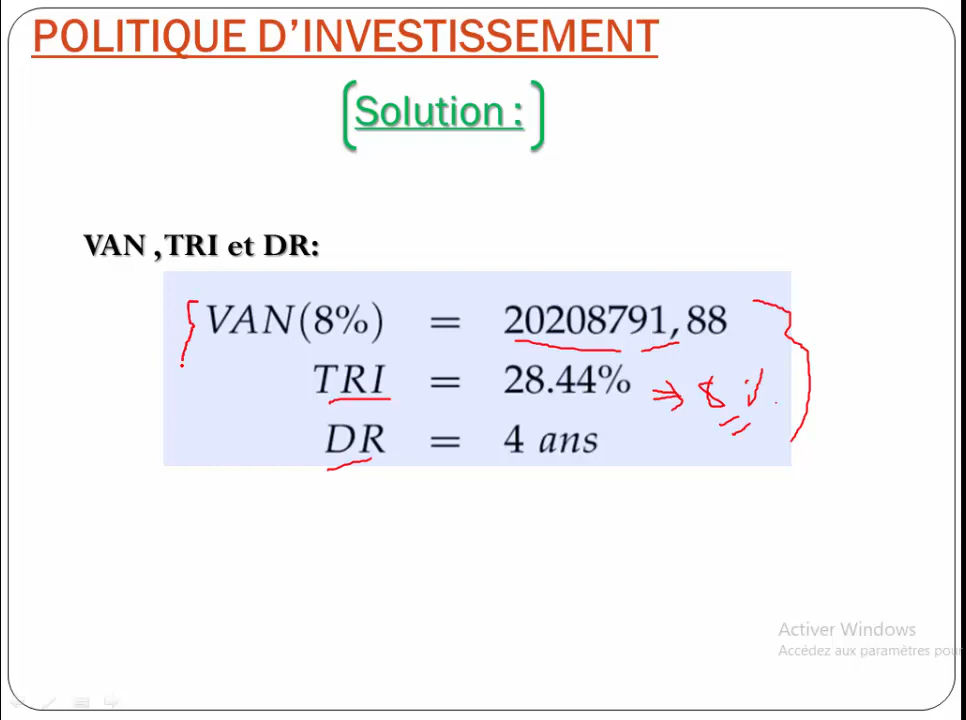 POLITIQUE D’INVESTISSEMENT
Solution :
VAN ,TRI et DR:
VAN(8%) = 20208791,88
TRI = 28.44% → 8 %
DR = 4 ans
Activer Windows
Accédez aux paramètres pour